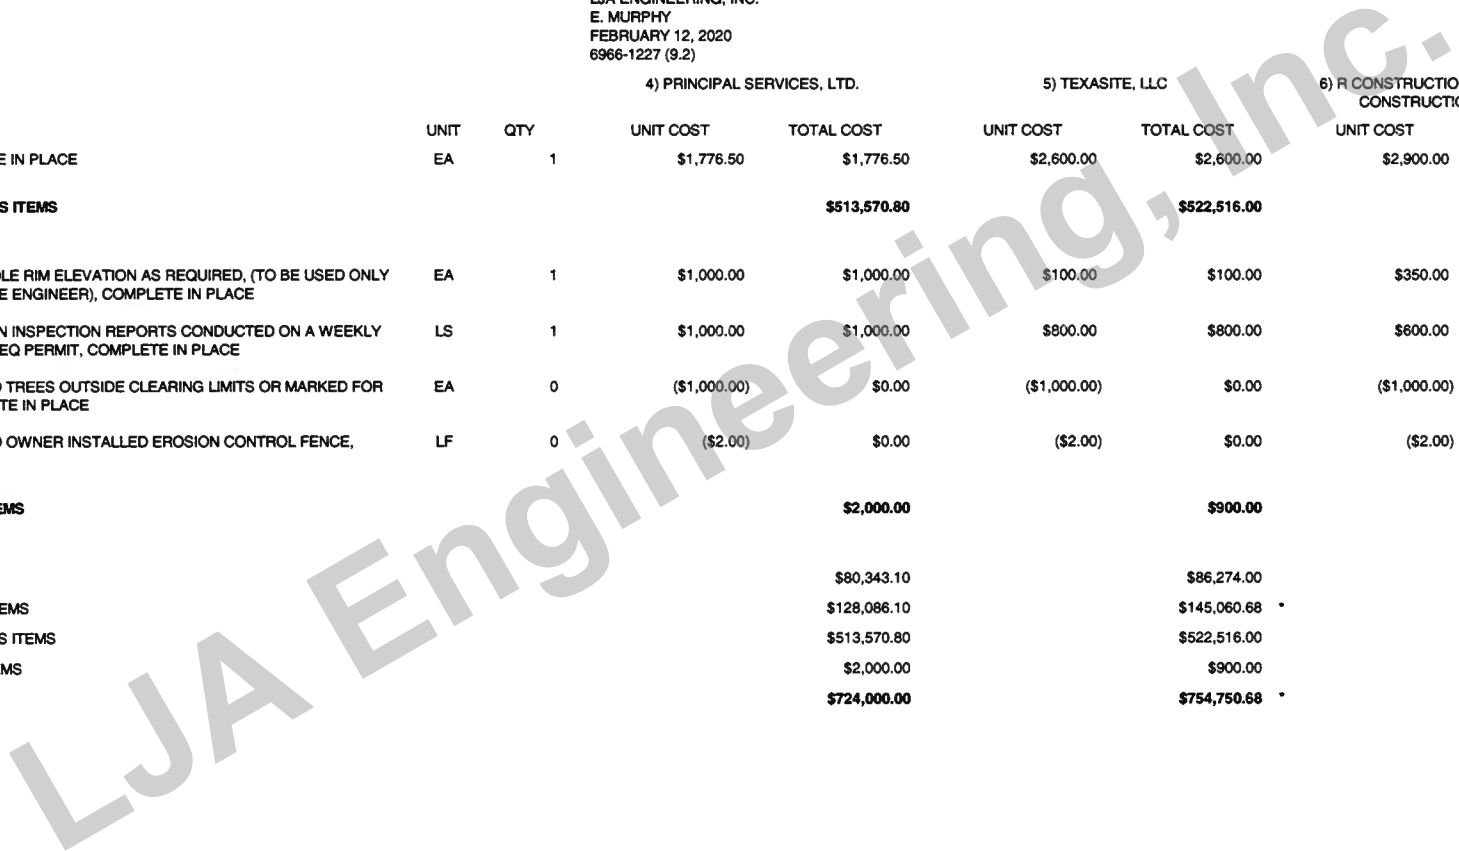 LJA ENGINEERING, INC.
E. MURPHY
FEBRUARY 12, 2020
6966-1227 (9.2)
4) PRINCIPAL SERVICES, LTD. 5) TEXASITE, LLC 6) R CONSTRUCTIO
CONSTRUCTI
UNIT QTY UNIT COST TOTAL COST UNIT COST TOTAL COST UNIT COST
E IN PLACE EA 1 $1,776.50 $1,776.50 $2,600.00 $2,600.00 $2,900.00
S ITEMS $513,570.80 $522,516.00
OLE RIM ELEVATION AS REQUIRED, (TO BE USED ONLY EA 1 $1,000.00 $1,000.00 $100.00 $100.00 $350.00
E ENGINEER), COMPLETE IN PLACE
N INSPECTION REPORTS CONDUCTED ON A WEEKLY LS 1 $1,000.00 $1,000.00 $800.00 $800.00 $600.00
EQ PERMIT, COMPLETE IN PLACE
D TREES OUTSIDE CLEARING LIMITS OR MARKED FOR EA 0 ($1,000.00) $0.00 ($1,000.00) $0.00 ($1,000.00)
TE IN PLACE
O OWNER INSTALLED EROSION CONTROL FENCE, LF 0 ($2.00) $0.00 ($2.00) $0.00 ($2.00)
EMS $2,000.00 $900.00
$80,343.10 $86,274.00
EMS $128,086.10 $145,060.68 *
S ITEMS $513,570.80 $522,516.00
MS $2,000.00 $900.00
$724,000.00 $754,750.68 *
LJA Engineering, Inc.